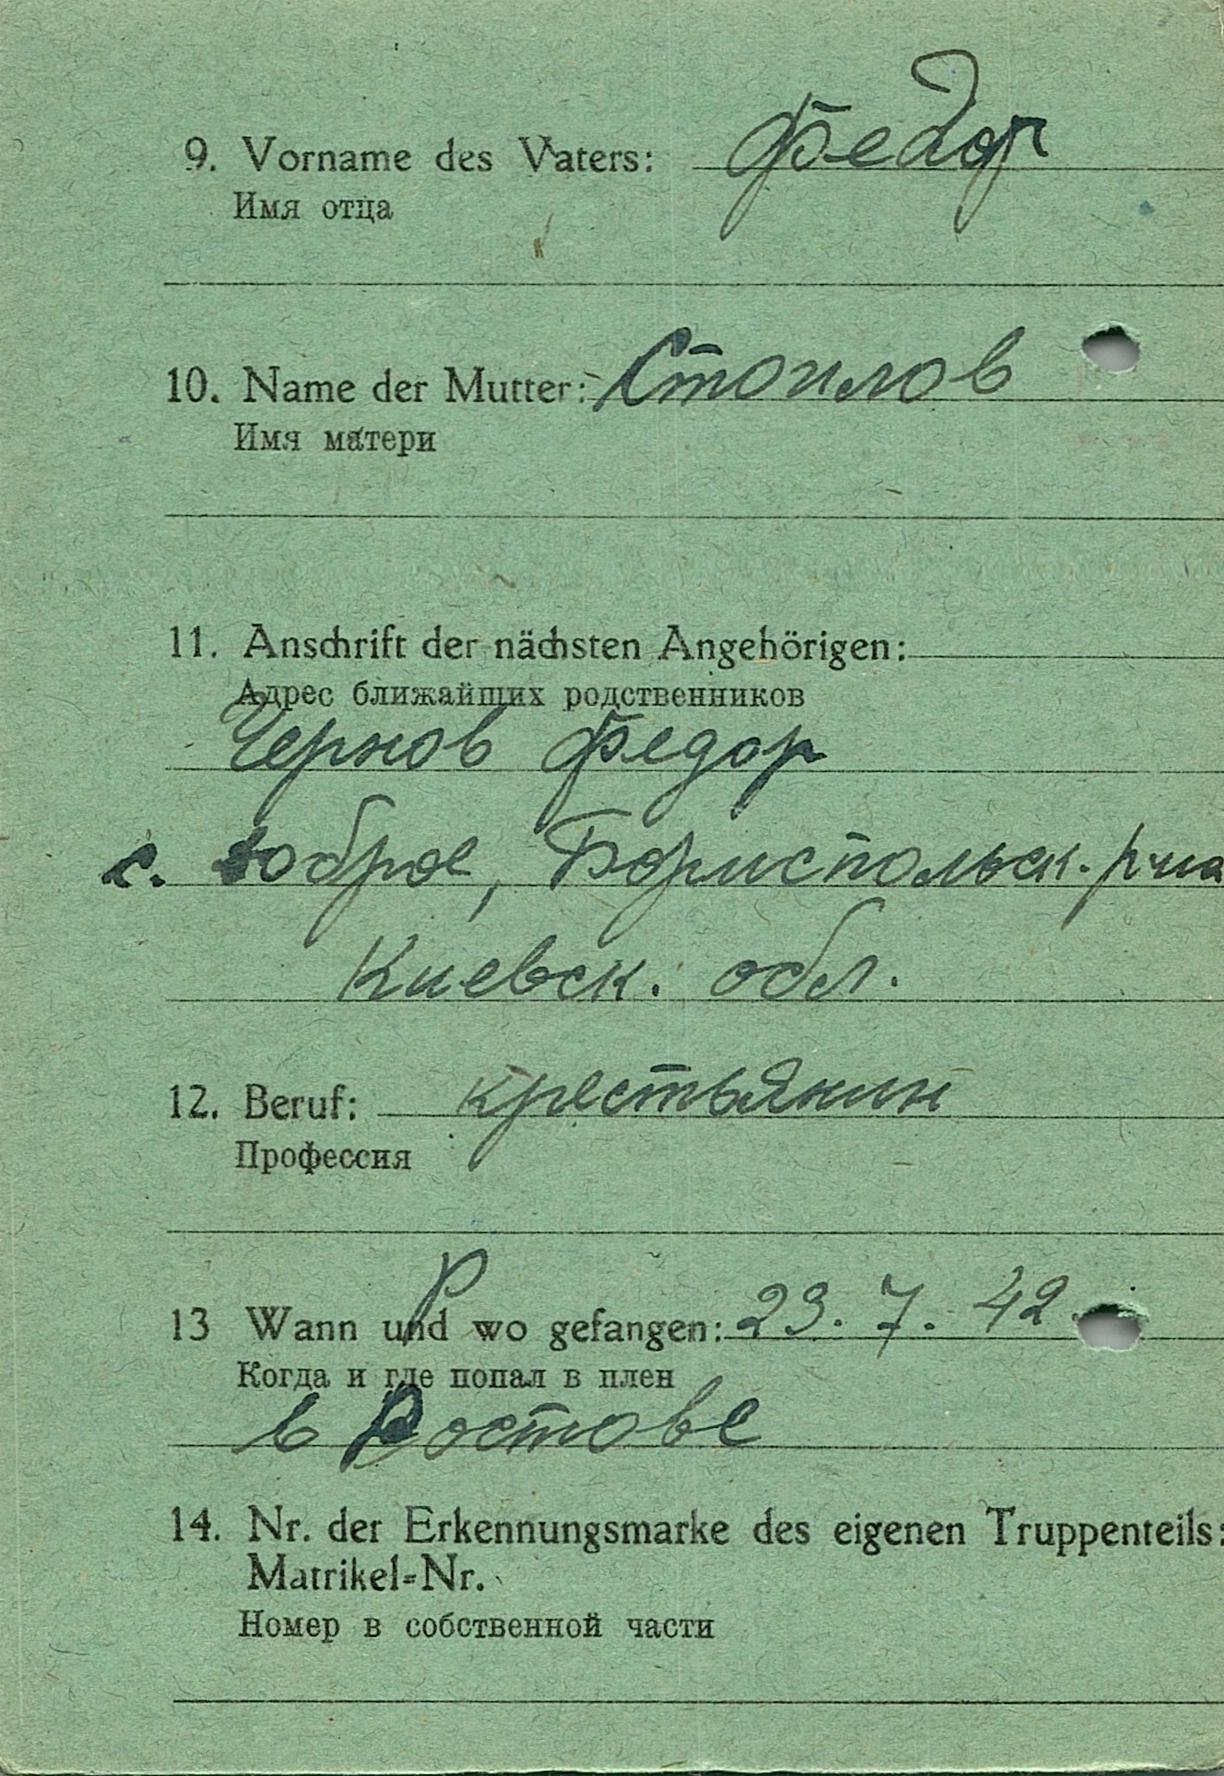 9. Vorname des Vaters: Федор
Имя отца
10. Name der Mutter: Стоилов
Имя матери
11. Anschrift der nächsten Angehörigen:
Адрес ближайших родственников
Чернов Федор
с. доброе, Бориспольск. р-на
Киевск. обл.
12. Beruf: крестьянин
Профессия
Р
13 Wann und wo gefangen: 23. 7. 42.
Когда и где попал в плен
в Ростове
14. Nr. der Erkennungsmarke des eigenen Truppenteils:
Matrikel-Nr.
Номер в собственной части